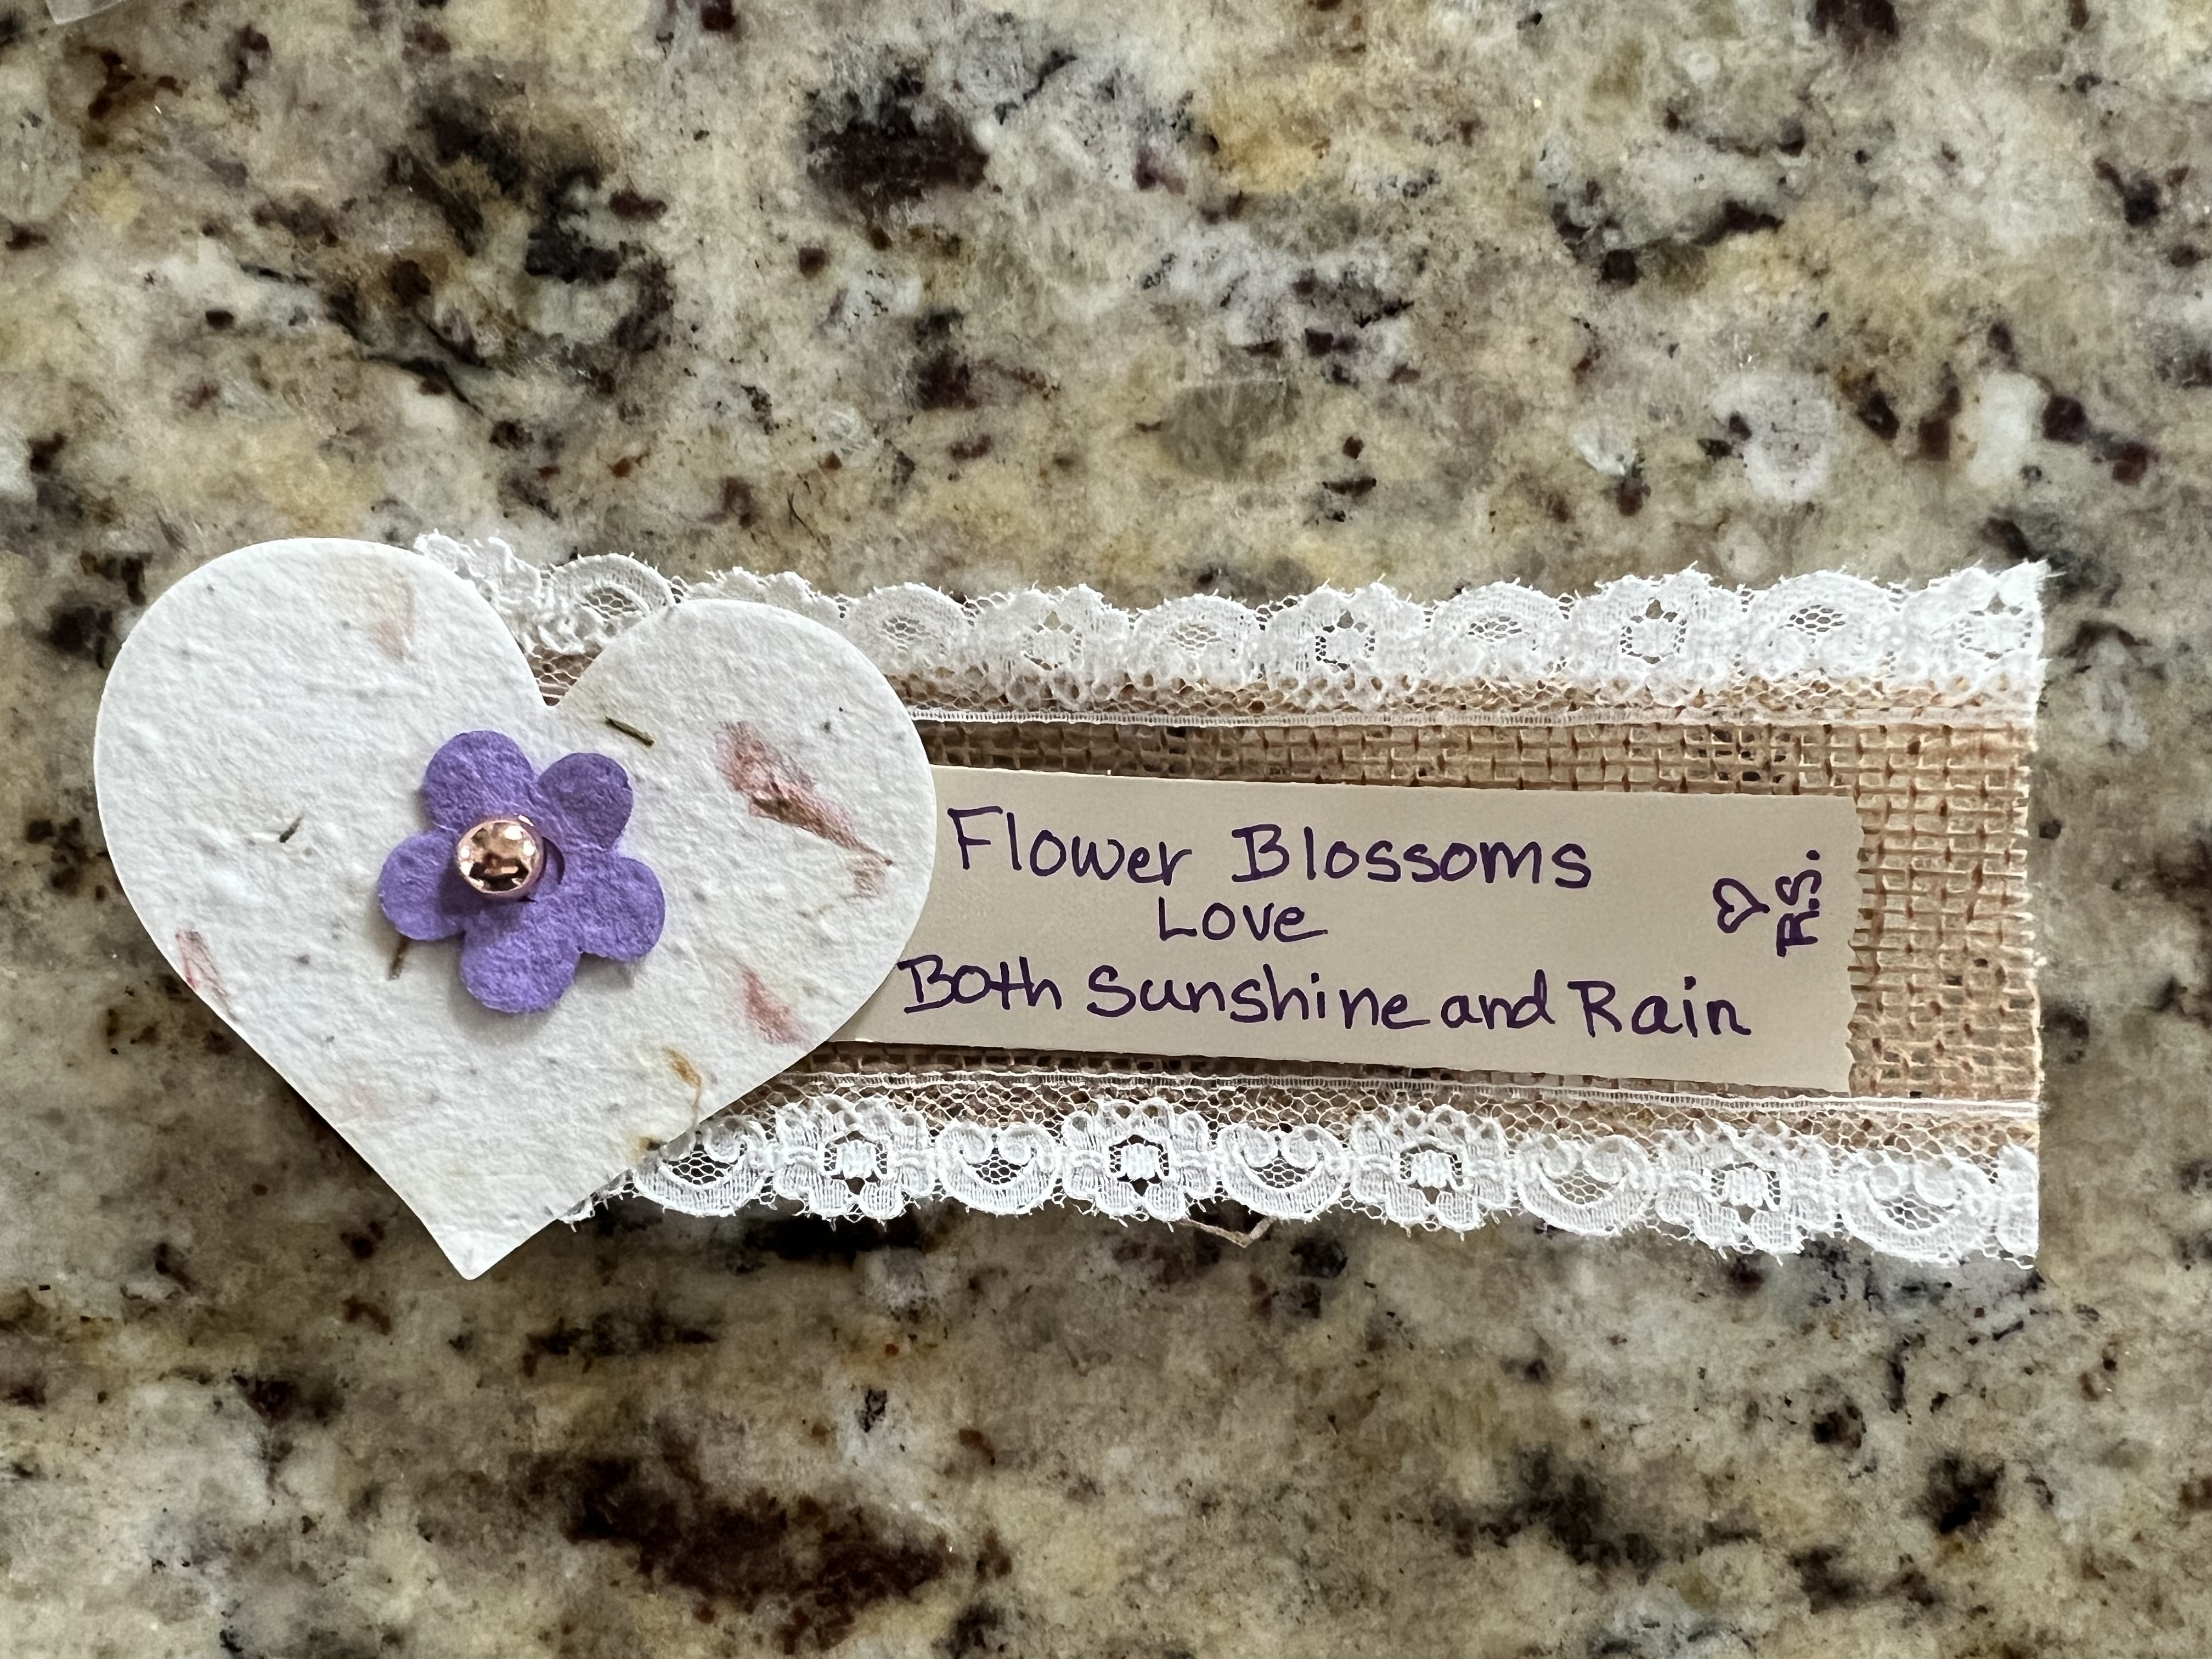 Flower Blossoms
Love
Both Sunshine and Rain
♡
R.S.